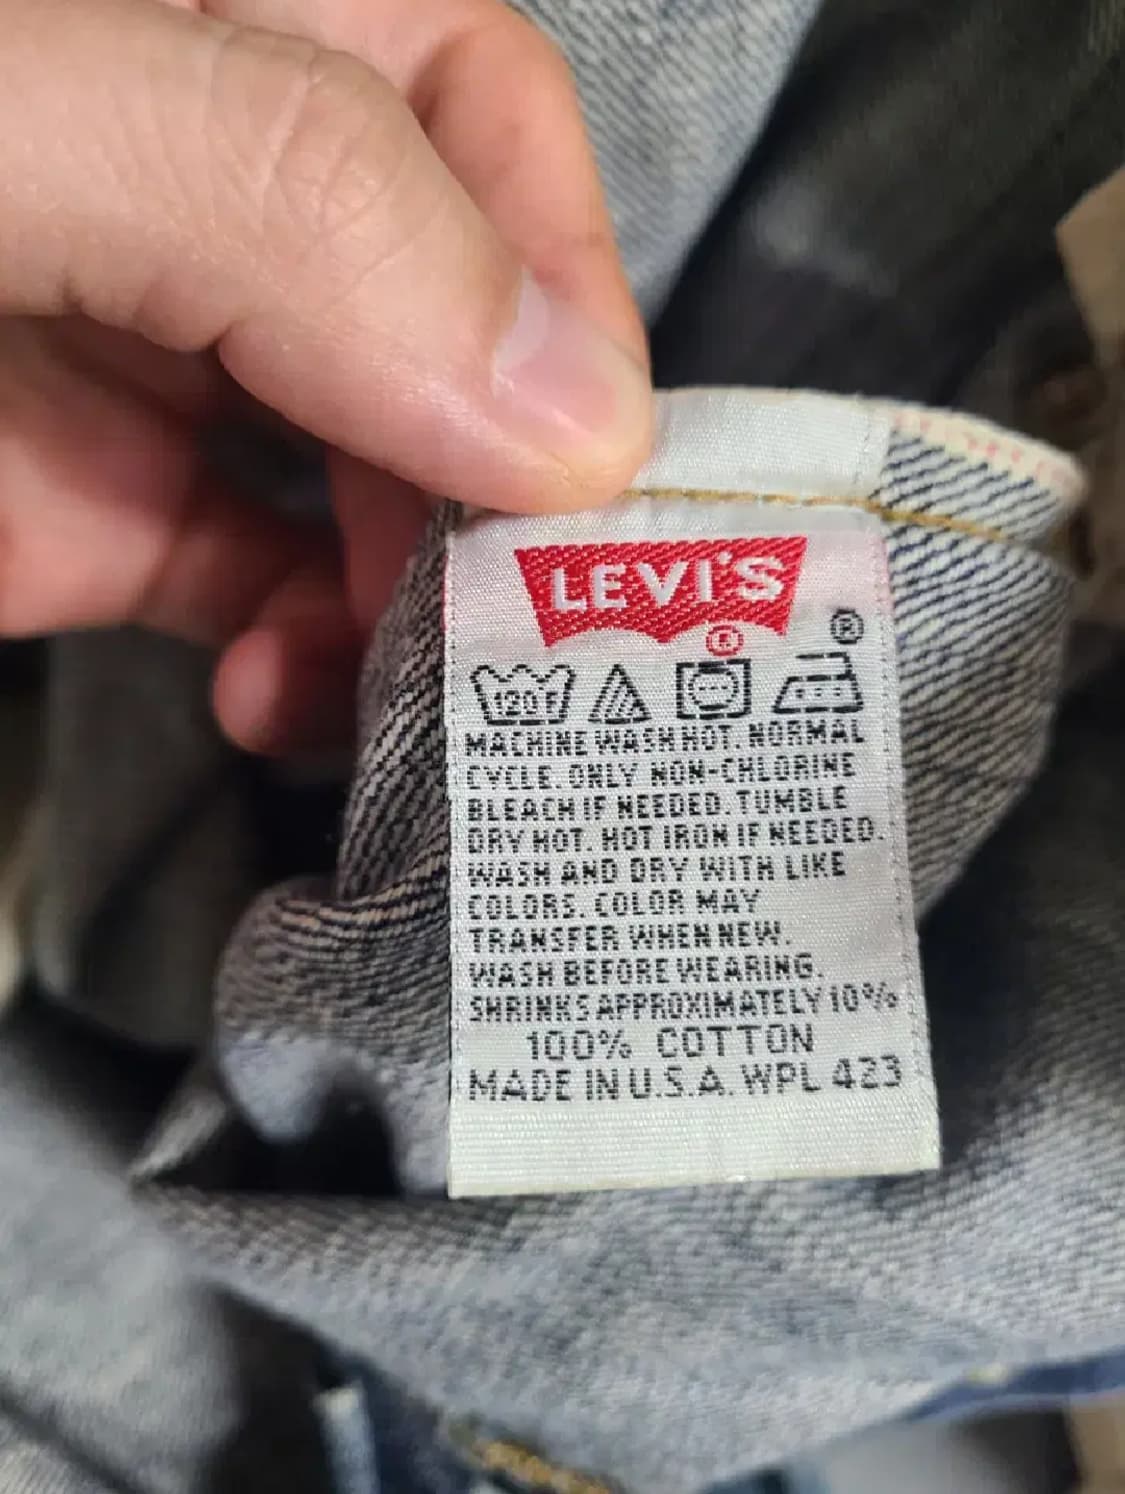 LEVI'S
®
®
120F
MACHINE WASH HOT. NORMAL
CYCLE. ONLY NON-CHLORINE
BLEACH IF NEEDED. TUMBLE
DRY HOT. HOT IRON IF NEEDED.
WASH AND DRY WITH LIKE
COLORS. COLOR MAY
TRANSFER WHEN NEW.
WASH BEFORE WEARING.
SHRINKS APPROXIMATELY 10%
100% COTTON
MADE IN U.S.A. WPL 423